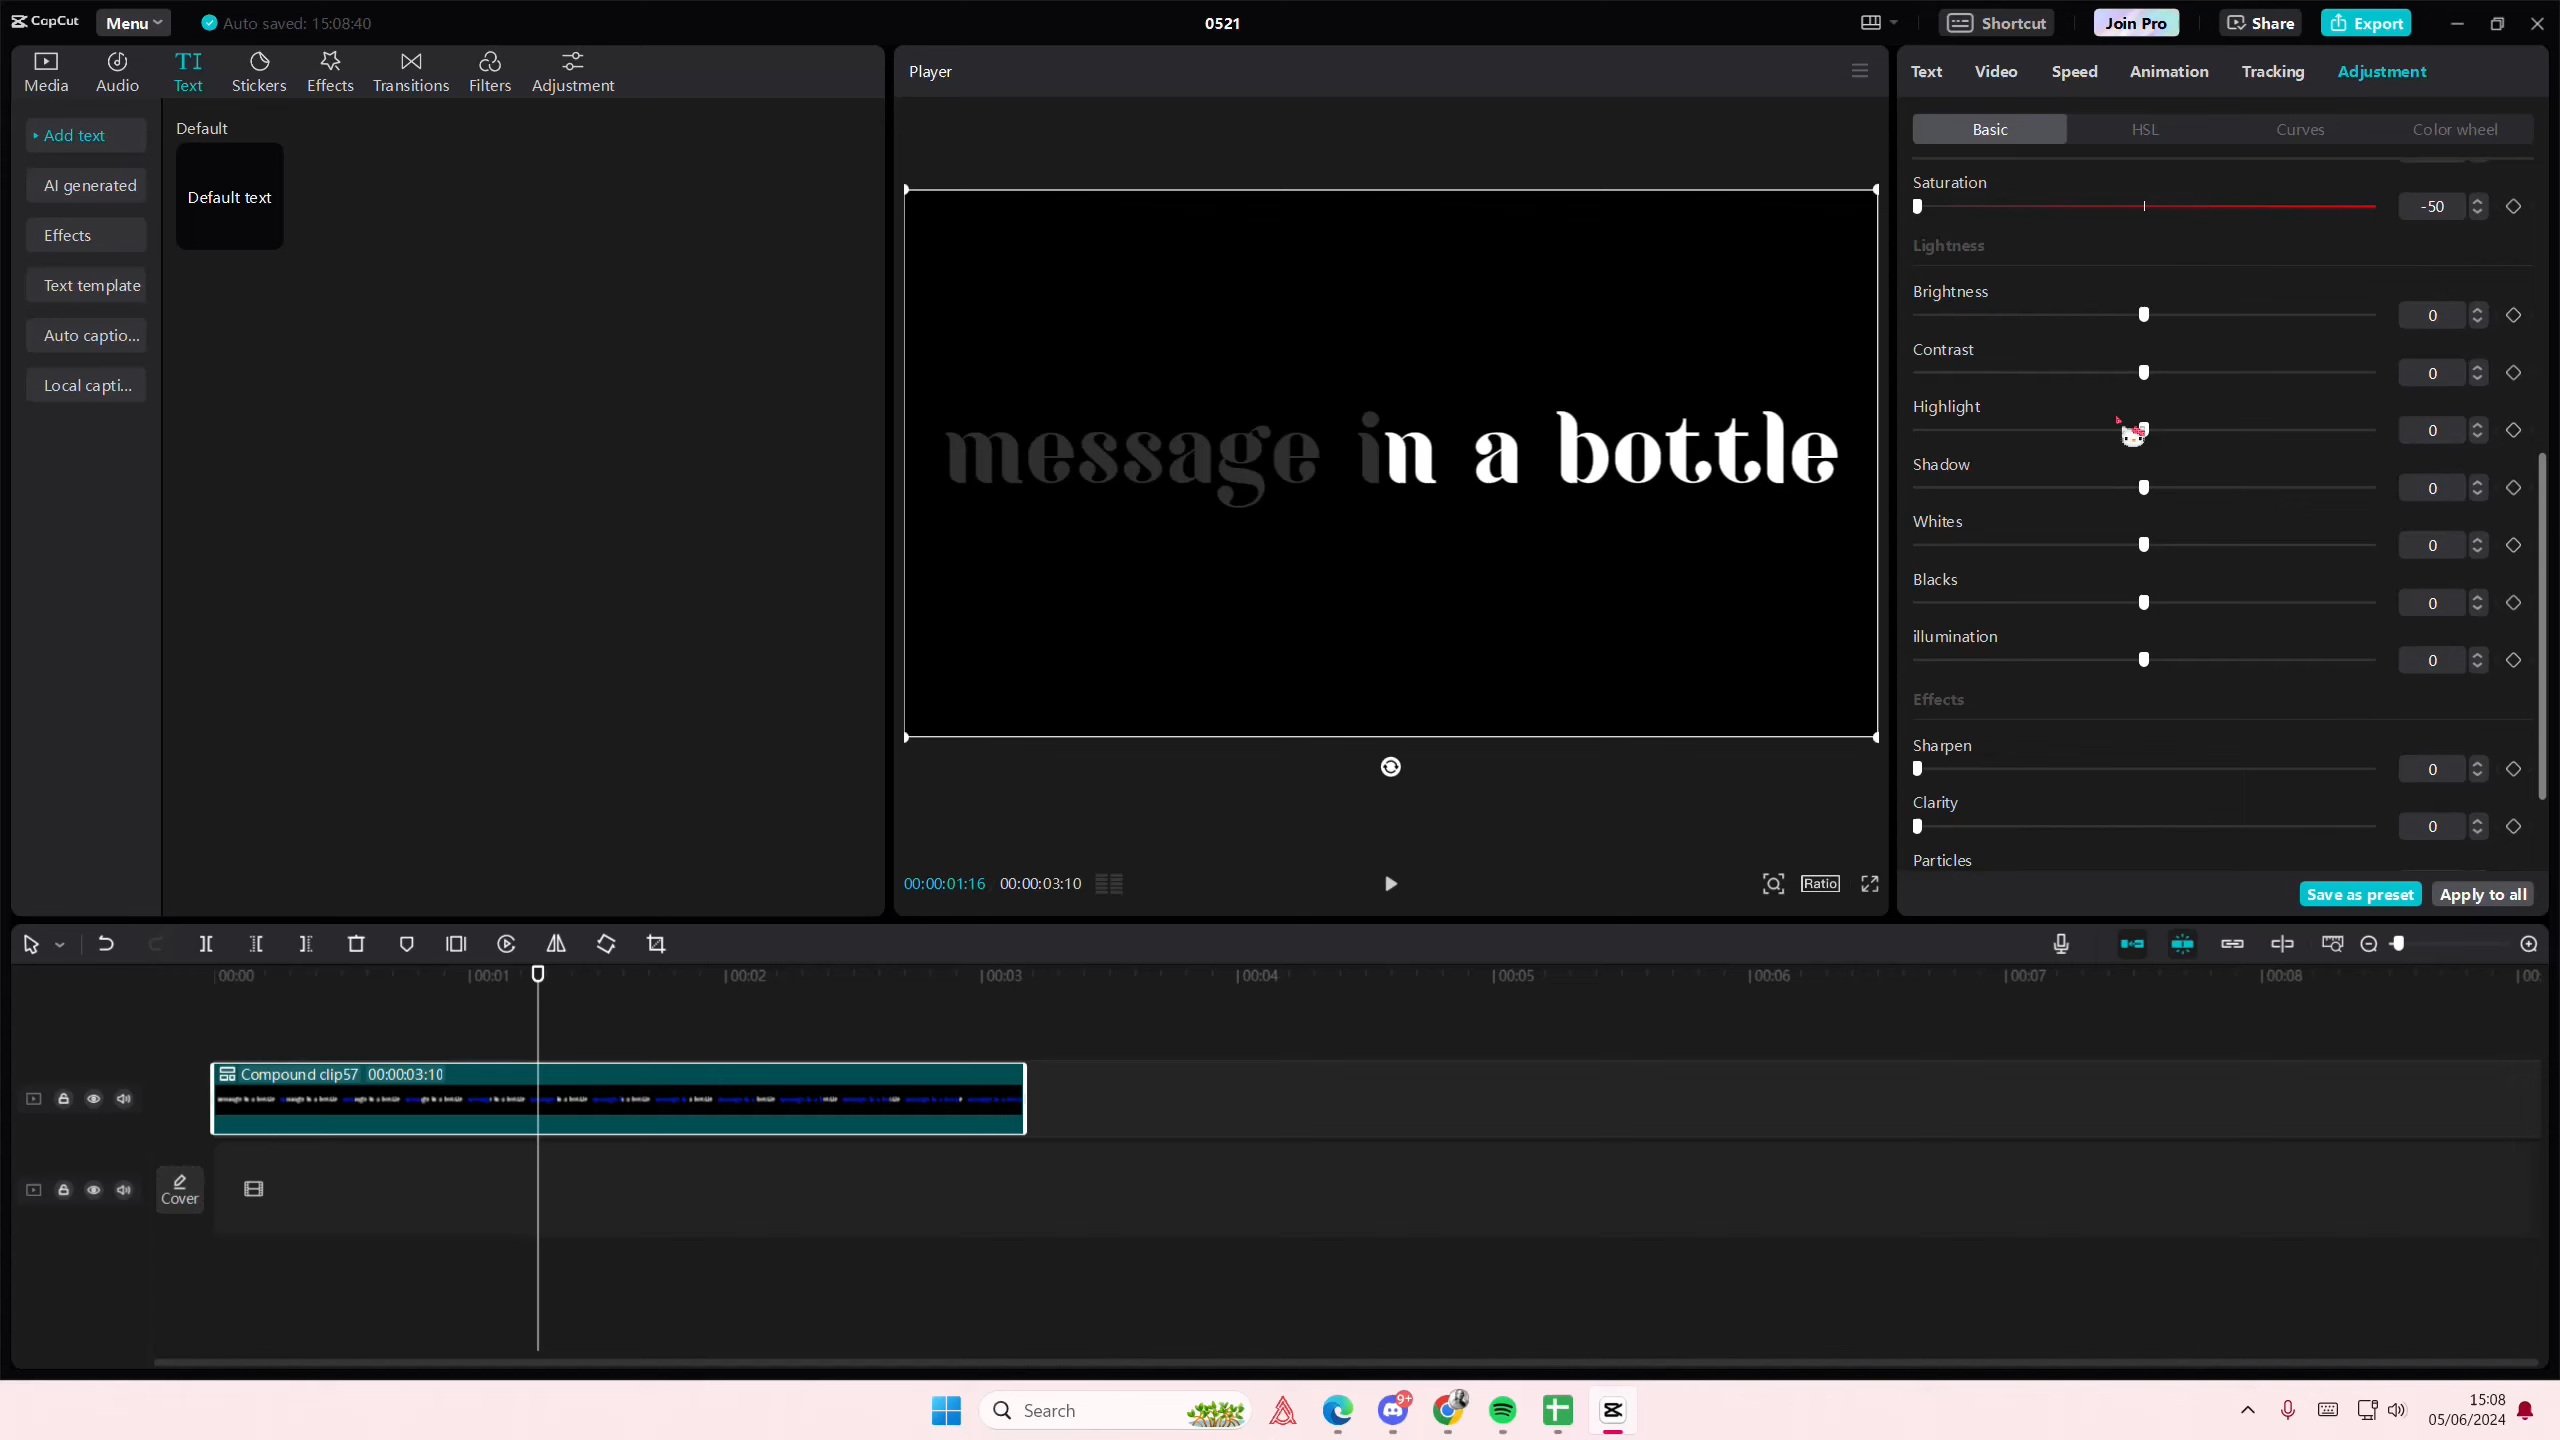 CapCut
Menu
Auto saved: 15:08:40
0521
Shortcut
Join Pro
Share
Export
Media
Audio
TI
Text
Stickers
Effects
Transitions
Filters
Adjustment
Add text
AI generated
Effects
Text template
Auto captio...
Local capti...
Default
Default text
Player
message in a bottle
00:00:01:16 00:00:03:10
Ratio
Text
Video
Speed
Animation
Tracking
Adjustment
Basic
HSL
Curves
Color wheel
Saturation
-50
Lightness
Brightness
0
Contrast
0
Highlight
0
Shadow
0
Whites
0
Blacks
0
illumination
0
Effects
Sharpen
0
Clarity
0
Particles
Save as preset
Apply to all
00:00
00:01
00:02
00:03
00:04
00:05
00:06
00:07
00:08
00:
Compound clip57 00:00:03:10
Cover
Search
9+
15:08
05/06/2024